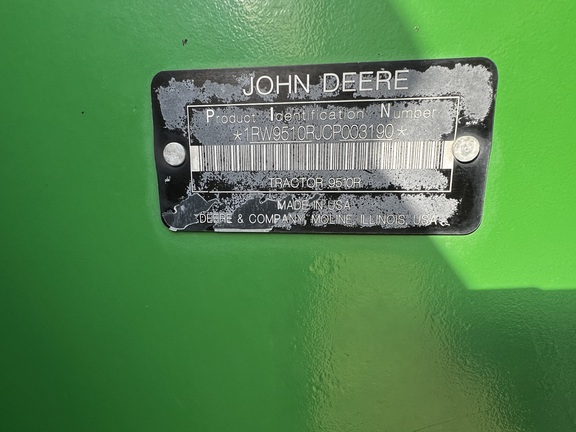 JOHN DEERE
Product Identification Number
*1RW9510RJCP003190*
TRACTOR 9510R
MADE IN USA
DEERE & COMPANY, MOLINE, ILLINOIS, USA